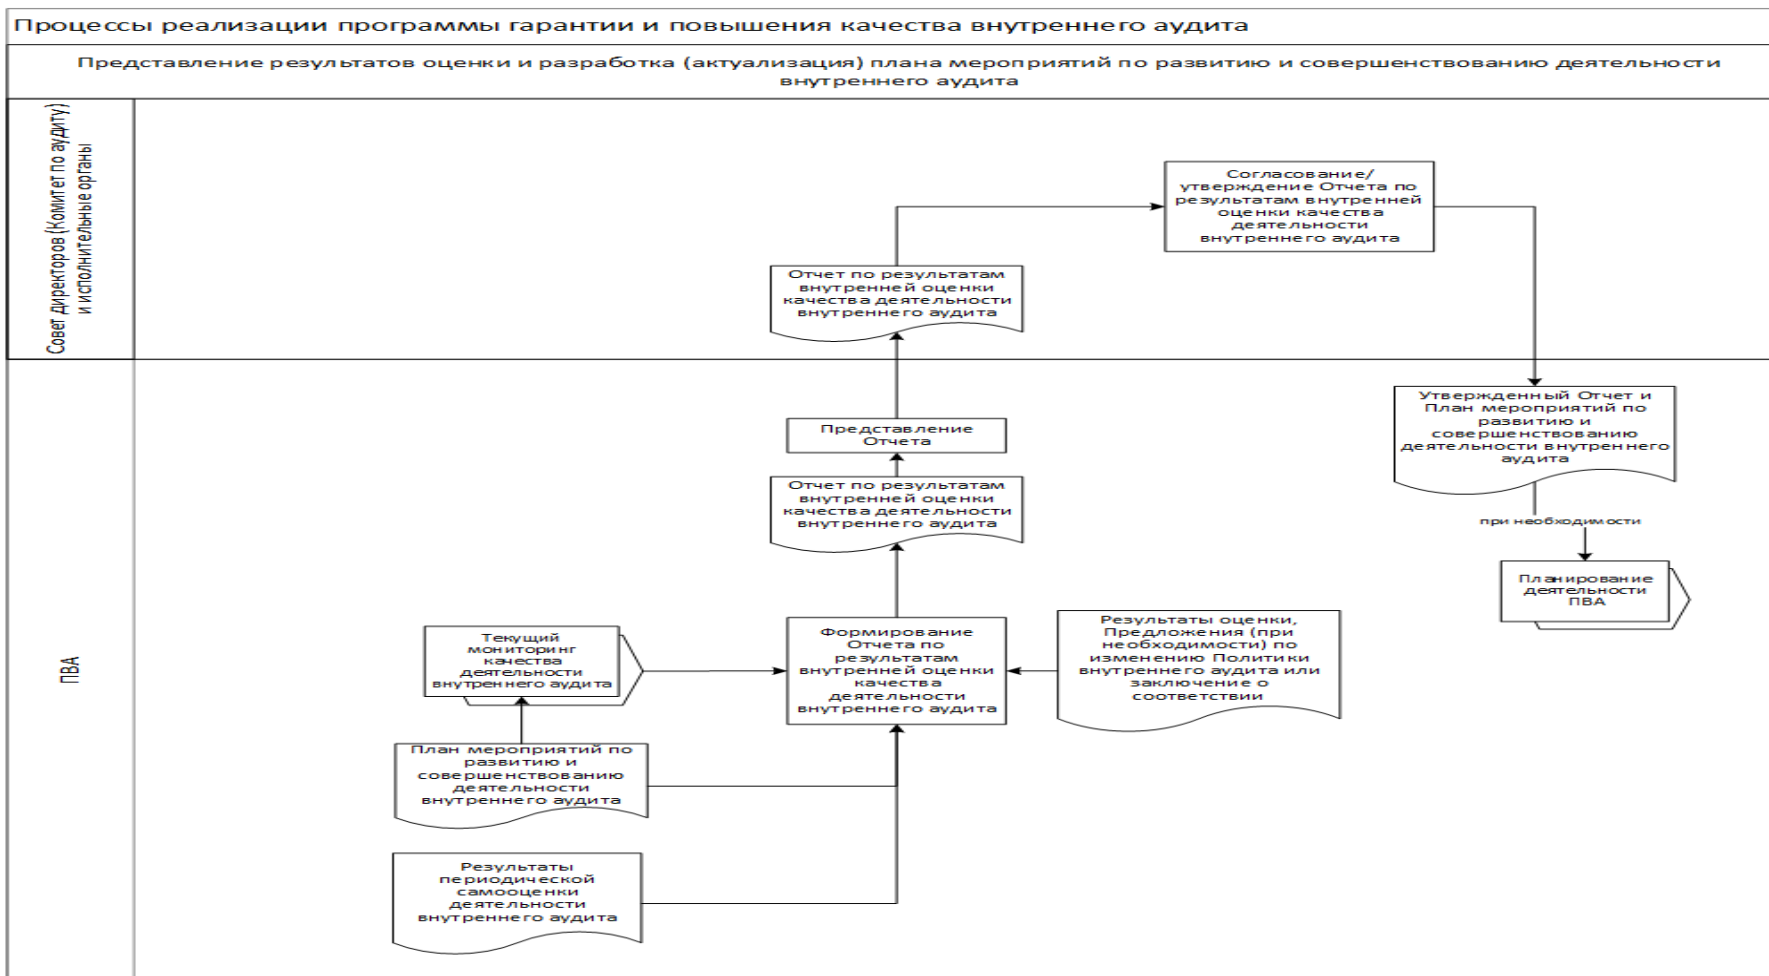 Процессы реализации программы гарантии и повышения качества внутреннего аудита
Представление результатов оценки и разработка (актуализация) плана мероприятий по развитию и совершенствованию деятельности
внутреннего аудита
Совет директоров (Комитет по аудиту)
и исполнительные органы
Согласование/
утверждение Отчета по
результатам внутренней
оценки качества
деятельности
внутреннего аудита
Отчет по результатам
внутренней оценки
качества деятельности
внутреннего аудита
ПВА
Утвержденный Отчет и
План мероприятий по
развитию и
совершенствованию
деятельности внутреннего
аудита
Представление
Отчета
Отчет по результатам
внутренней оценки
качества деятельности
внутреннего аудита
при необходимости
Планирование
деятельности
ПВА
Текущий
мониторинг
качества
деятельности
внутреннего аудита
Формирование
Отчета по
результатам
внутренней оценки
качества
деятельности
внутреннего аудита
Результаты оценки,
Предложения (при
необходимости) по
изменению Политики
внутреннего аудита или
заключение о
соответствии
План мероприятий по
развитию и
совершенствованию
деятельности
внутреннего аудита
Результаты
периодической
самооценки
деятельности
внутреннего аудита